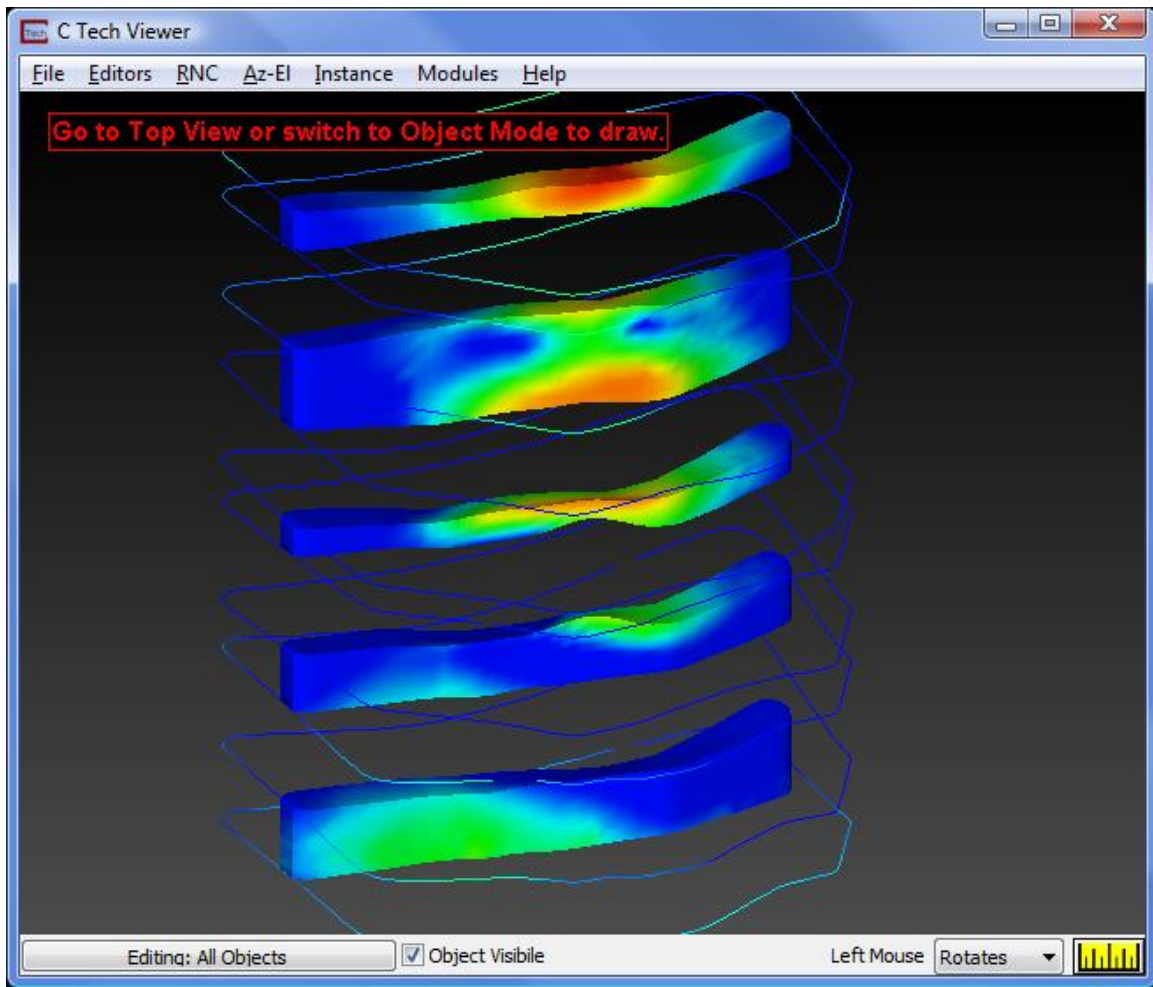 Tech C Tech Viewer
File Editors RNC Az-El Instance Modules Help
Go to Top View or switch to Object Mode to draw.
Editing: All Objects Object Visibile Left Mouse Rotates